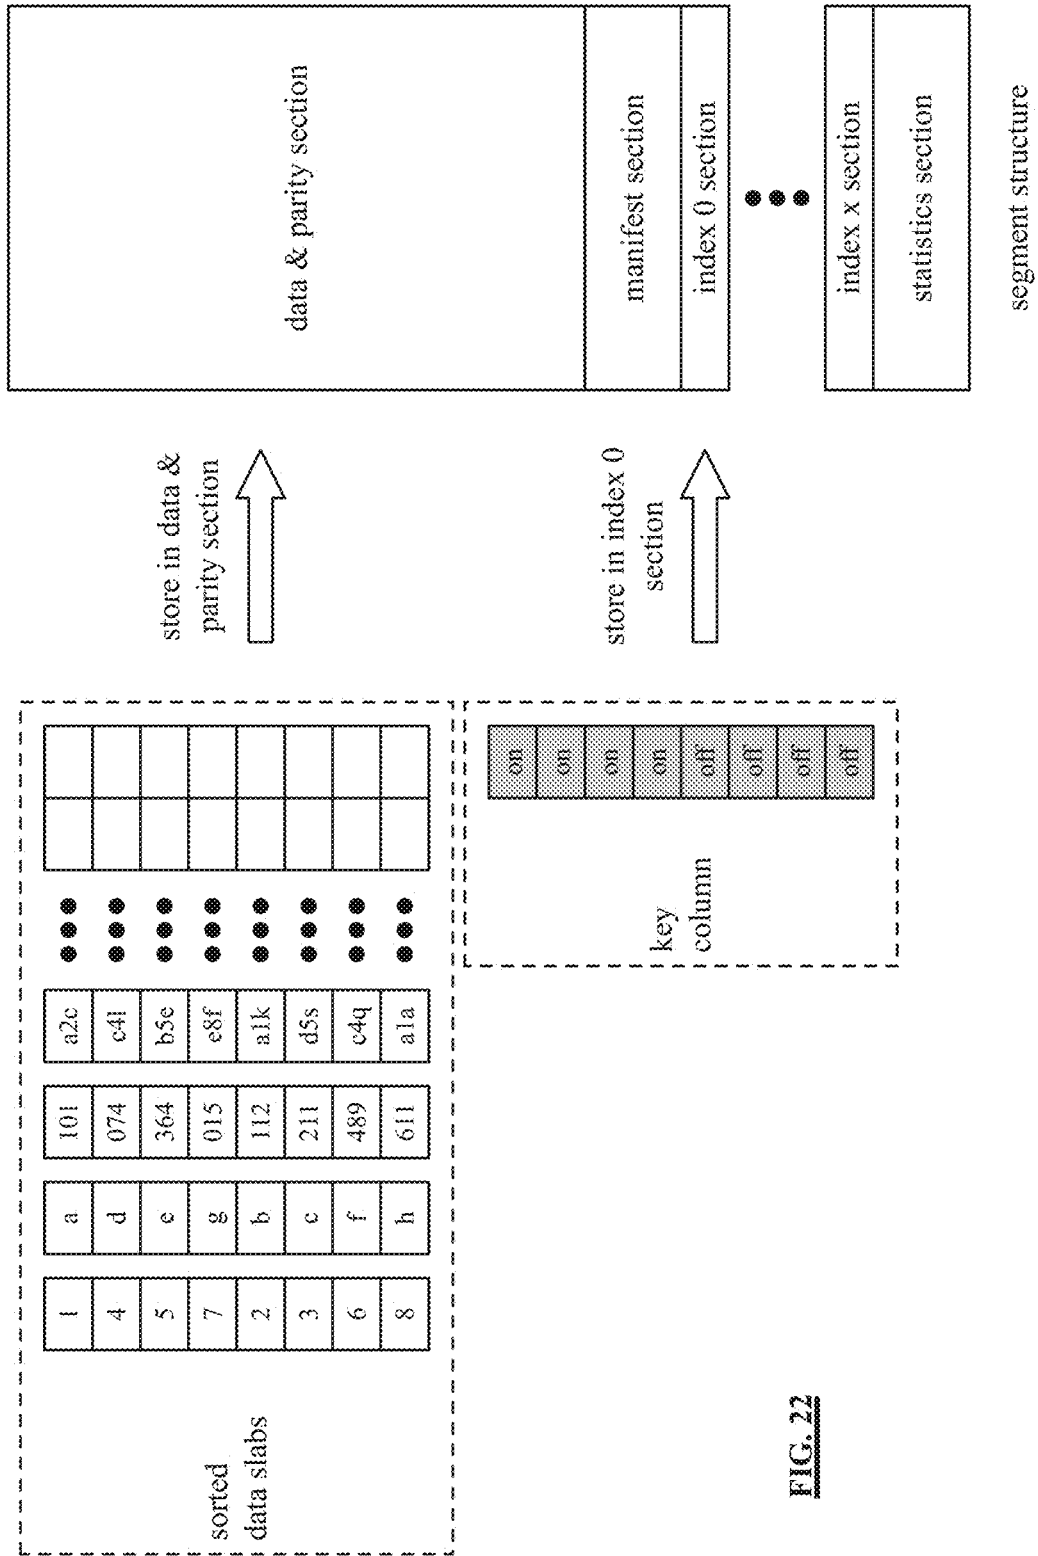 sorted
data slabs
1 a 101 a2c
4 d 074 c4l
5 e 364 b5e
7 g 015 e8f
2 b 112 a1k
3 c 211 d5s
6 f 489 c4q
8 h 611 a1a
store in data &
parity section
data & parity section
key
column
on
on
on
on
off
off
off
off
store in index 0
section
manifest section
index 0 section
index x section
statistics section
segment structure
FIG. 22